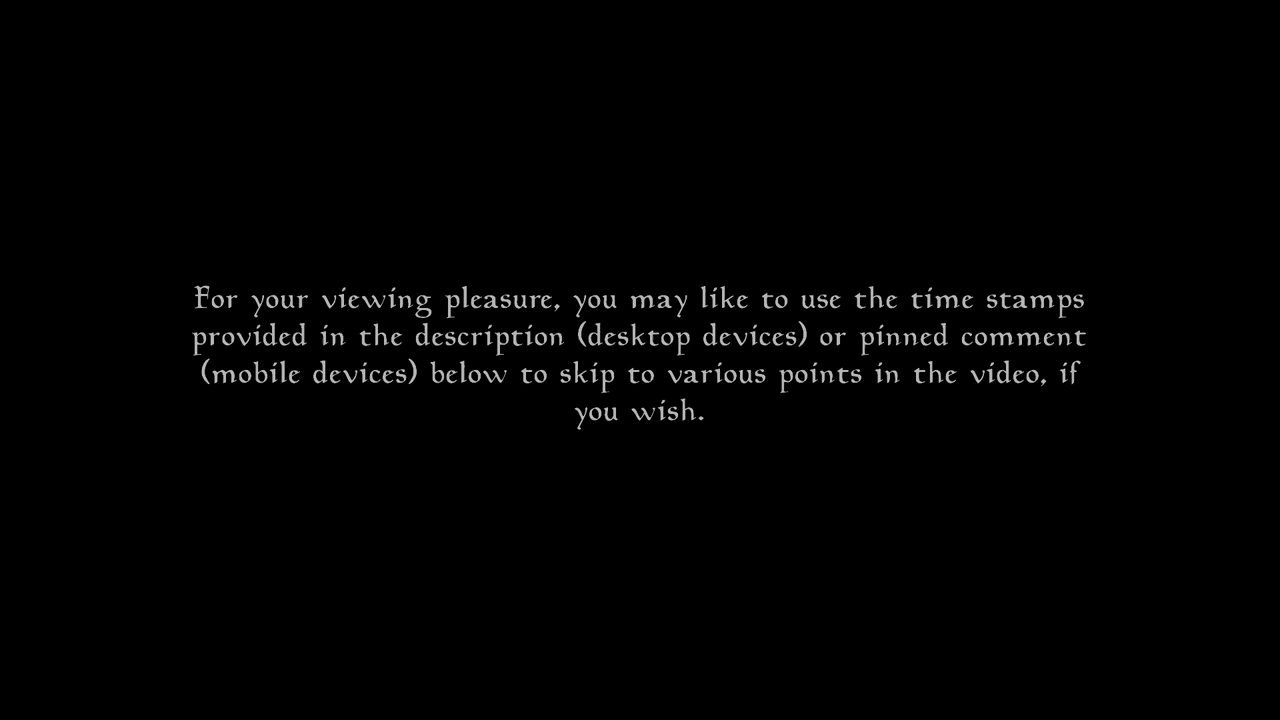 For your viewing pleasure, you may like to use the time stamps
provided in the description (desktop devices) or pinned comment
(mobile devices) below to skip to various points in the video, if
you wish.